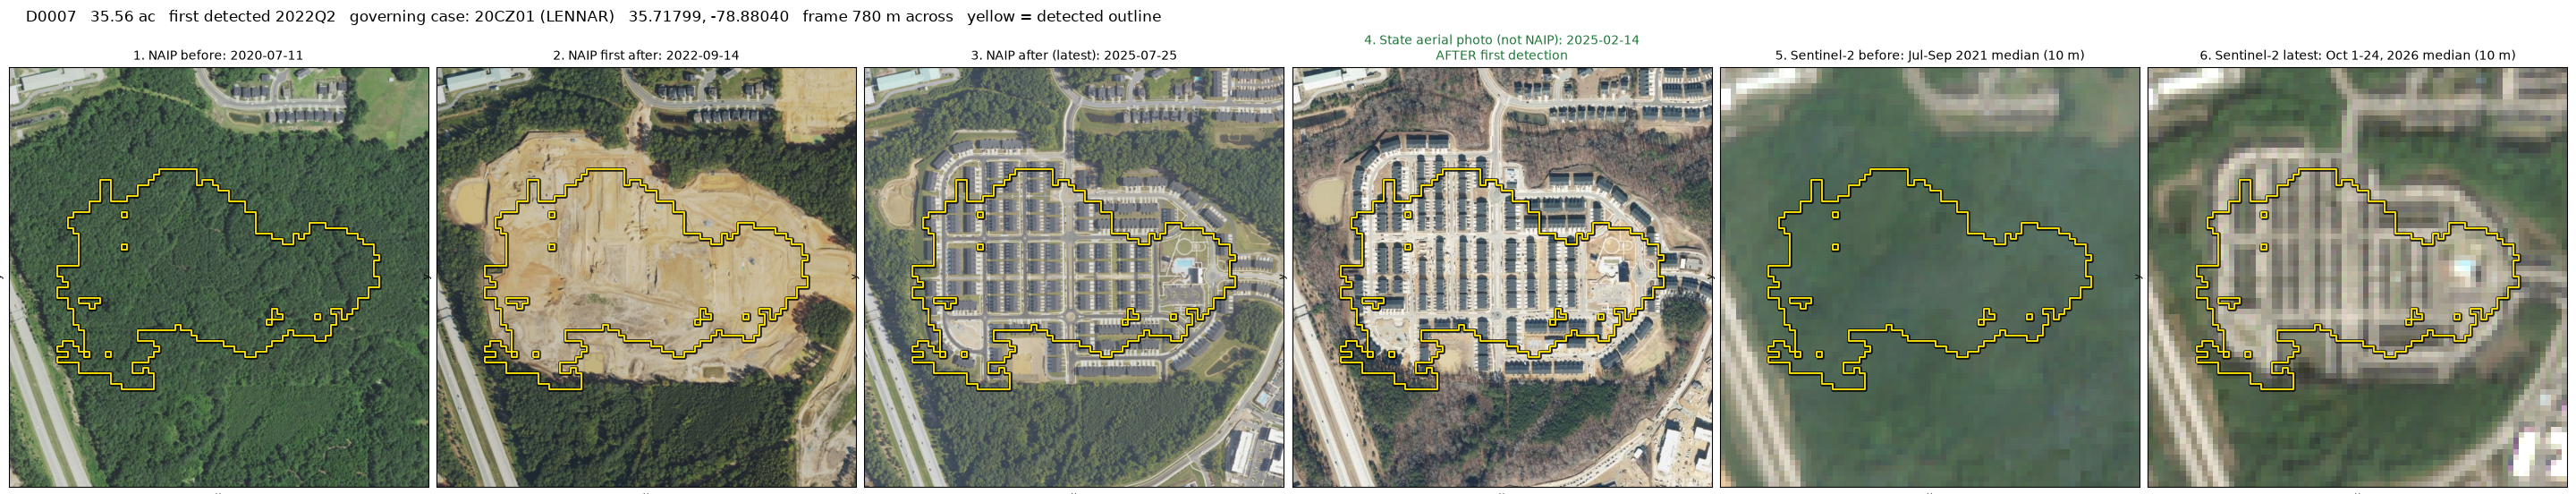 D0007   35.56 ac   first detected 2022Q2   governing case: 20CZ01 (LENNAR)   35.71799, -78.88040   frame 780 m across   yellow = detected outline
1. NAIP before: 2020-07-11
2. NAIP first after: 2022-09-14
3. NAIP after (latest): 2025-07-25
4. State aerial photo (not NAIP): 2025-02-14
AFTER first detection
5. Sentinel-2 before: Jul-Sep 2021 median (10 m)
6. Sentinel-2 latest: Oct 1-24, 2026 median (10 m)